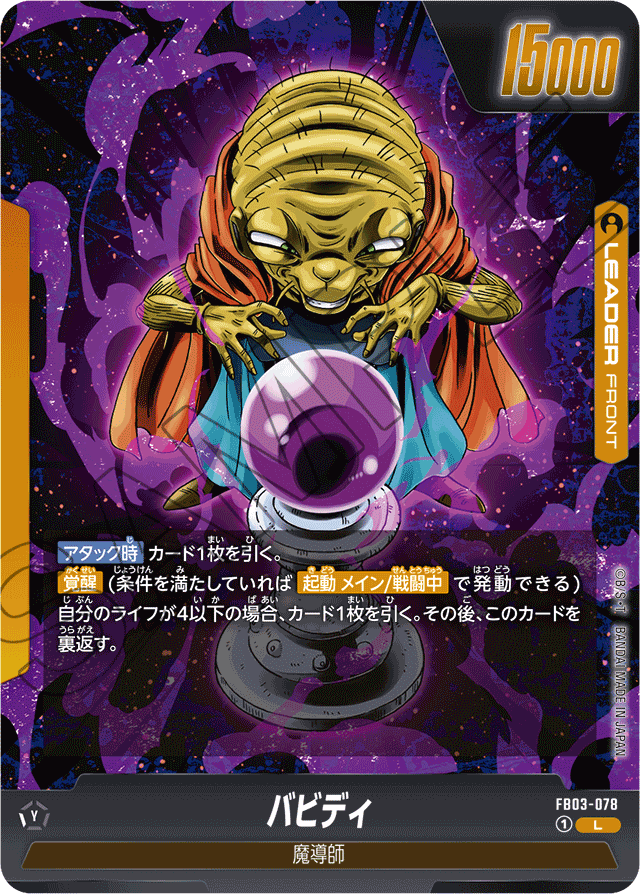 15000
LEADER FRONT
アタック時 カード1枚を引く。
覚醒 (条件を満たしていれば 起動 メイン/戦闘中 で発動できる)
自分のライフが4以下の場合、カード1枚を引く。その後、このカードを
裏返す。
©B/S・T BANDAI MADE IN JAPAN
Y
バビディ
FB03-078
1 L
魔導師